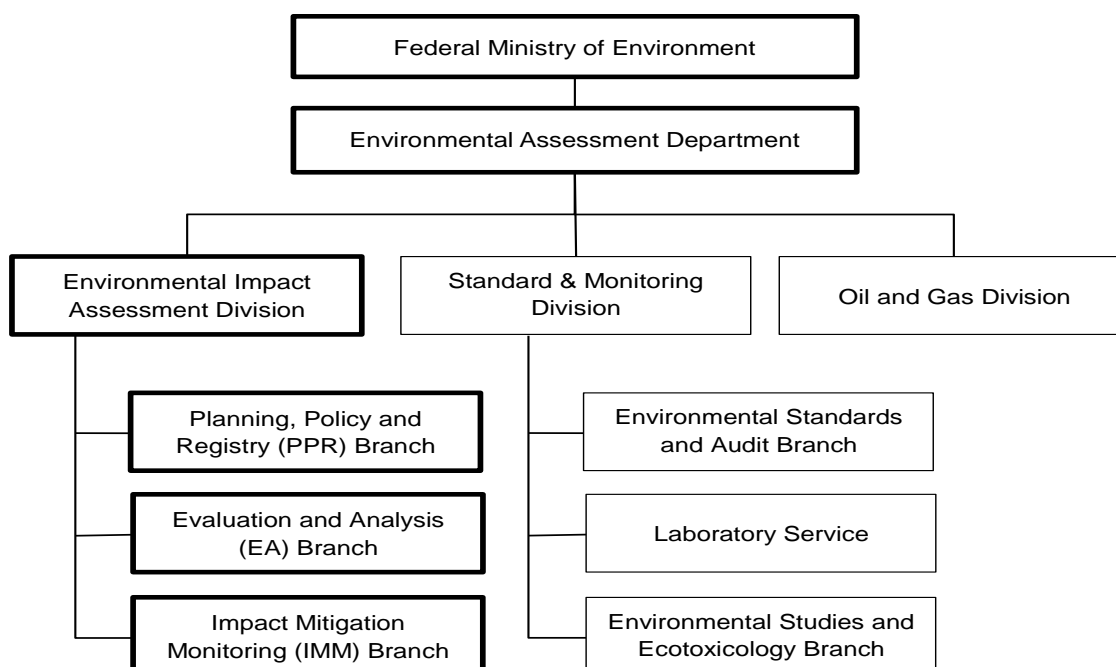 Federal Ministry of Environment
Environmental Assessment Department
Environmental Impact
Assessment Division
Standard & Monitoring
Division
Oil and Gas Division
Planning, Policy and
Registry (PPR) Branch
Evaluation and Analysis
(EA) Branch
Impact Mitigation
Monitoring (IMM) Branch
Environmental Standards
and Audit Branch
Laboratory Service
Environmental Studies and
Ecotoxicology Branch